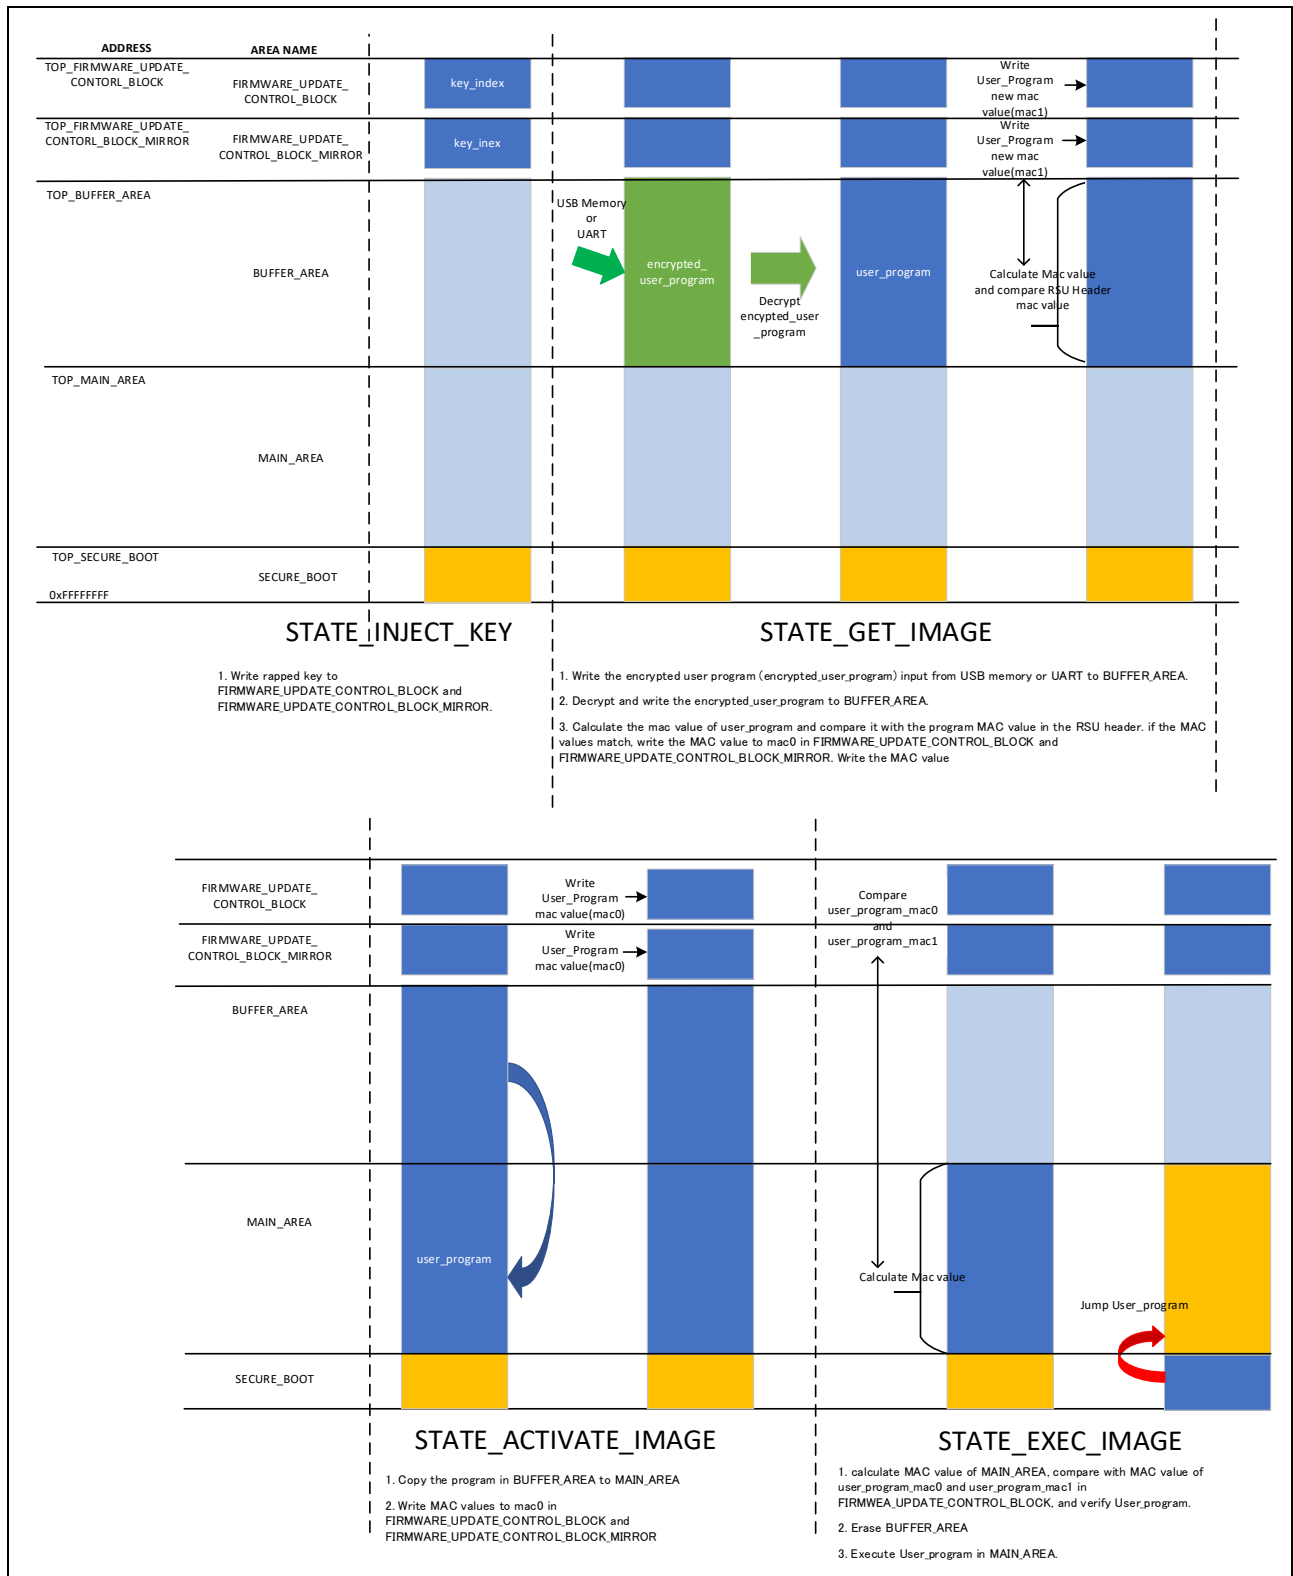 ADDRESS
AREA NAME
TOP_FIRMWARE_UPDATE_
CONTORL_BLOCK
FIRMWARE_UPDATE_
CONTROL_BLOCK
key_index
Write
User_Program
new mac
value(mac1)
TOP_FIRMWARE_UPDATE_
CONTORL_BLOCK_MIRROR
FIRMWARE_UPDATE_
CONTROL_BLOCK_MIRROR
key_inex
Write
User_Program
new mac
value(mac1)
TOP_BUFFER_AREA
BUFFER_AREA
USB Memory
or
UART
encrypted_
user_program
Decrypt
encypted_user
_program
user_program
Calculate Mac value
and compare RSU Header
mac value
TOP_MAIN_AREA
MAIN_AREA
TOP_SECURE_BOOT
SECURE_BOOT
0xFFFFFFFF
STATE_INJECT_KEY
1. Write rapped key to
FIRMWARE_UPDATE_CONTROL_BLOCK and
FIRMWARE_UPDATE_CONTROL_BLOCK_MIRROR.
STATE_GET_IMAGE
1. Write the encrypted user program (encrypted_user_program) input from USB memory or UART to BUFFER_AREA.
2. Decrypt and write the encrypted_user_program to BUFFER_AREA.
3. Calculate the mac value of user_program and compare it with the program MAC value in the RSU header. if the MAC
values match, write the MAC value to mac0 in FIRMWARE_UPDATE_CONTROL_BLOCK and
FIRMWARE_UPDATE_CONTROL_BLOCK_MIRROR. Write the MAC value
FIRMWARE_UPDATE_
CONTROL_BLOCK
Write
User_Program
mac value(mac0)
Compare
user_program_mac0
and
user_program_mac1
FIRMWARE_UPDATE_
CONTROL_BLOCK_MIRROR
Write
User_Program
mac value(mac0)
BUFFER_AREA
MAIN_AREA
user_program
Calculate Mac value
Jump User_program
SECURE_BOOT
STATE_ACTIVATE_IMAGE
1. Copy the program in BUFFER_AREA to MAIN_AREA
2. Write MAC values to mac0 in
FIRMWARE_UPDATE_CONTROL_BLOCK and
FIRMWARE_UPDATE_CONTROL_BLOCK_MIRROR
STATE_EXEC_IMAGE
1. calculate MAC value of MAIN_AREA, compare with MAC value of
user_program_mac0 and user_program_mac1 in
FIRMWEA_UPDATE_CONTROL_BLOCK, and verify User_program.
2. Erase BUFFER_AREA
3. Execute User_program in MAIN_AREA.